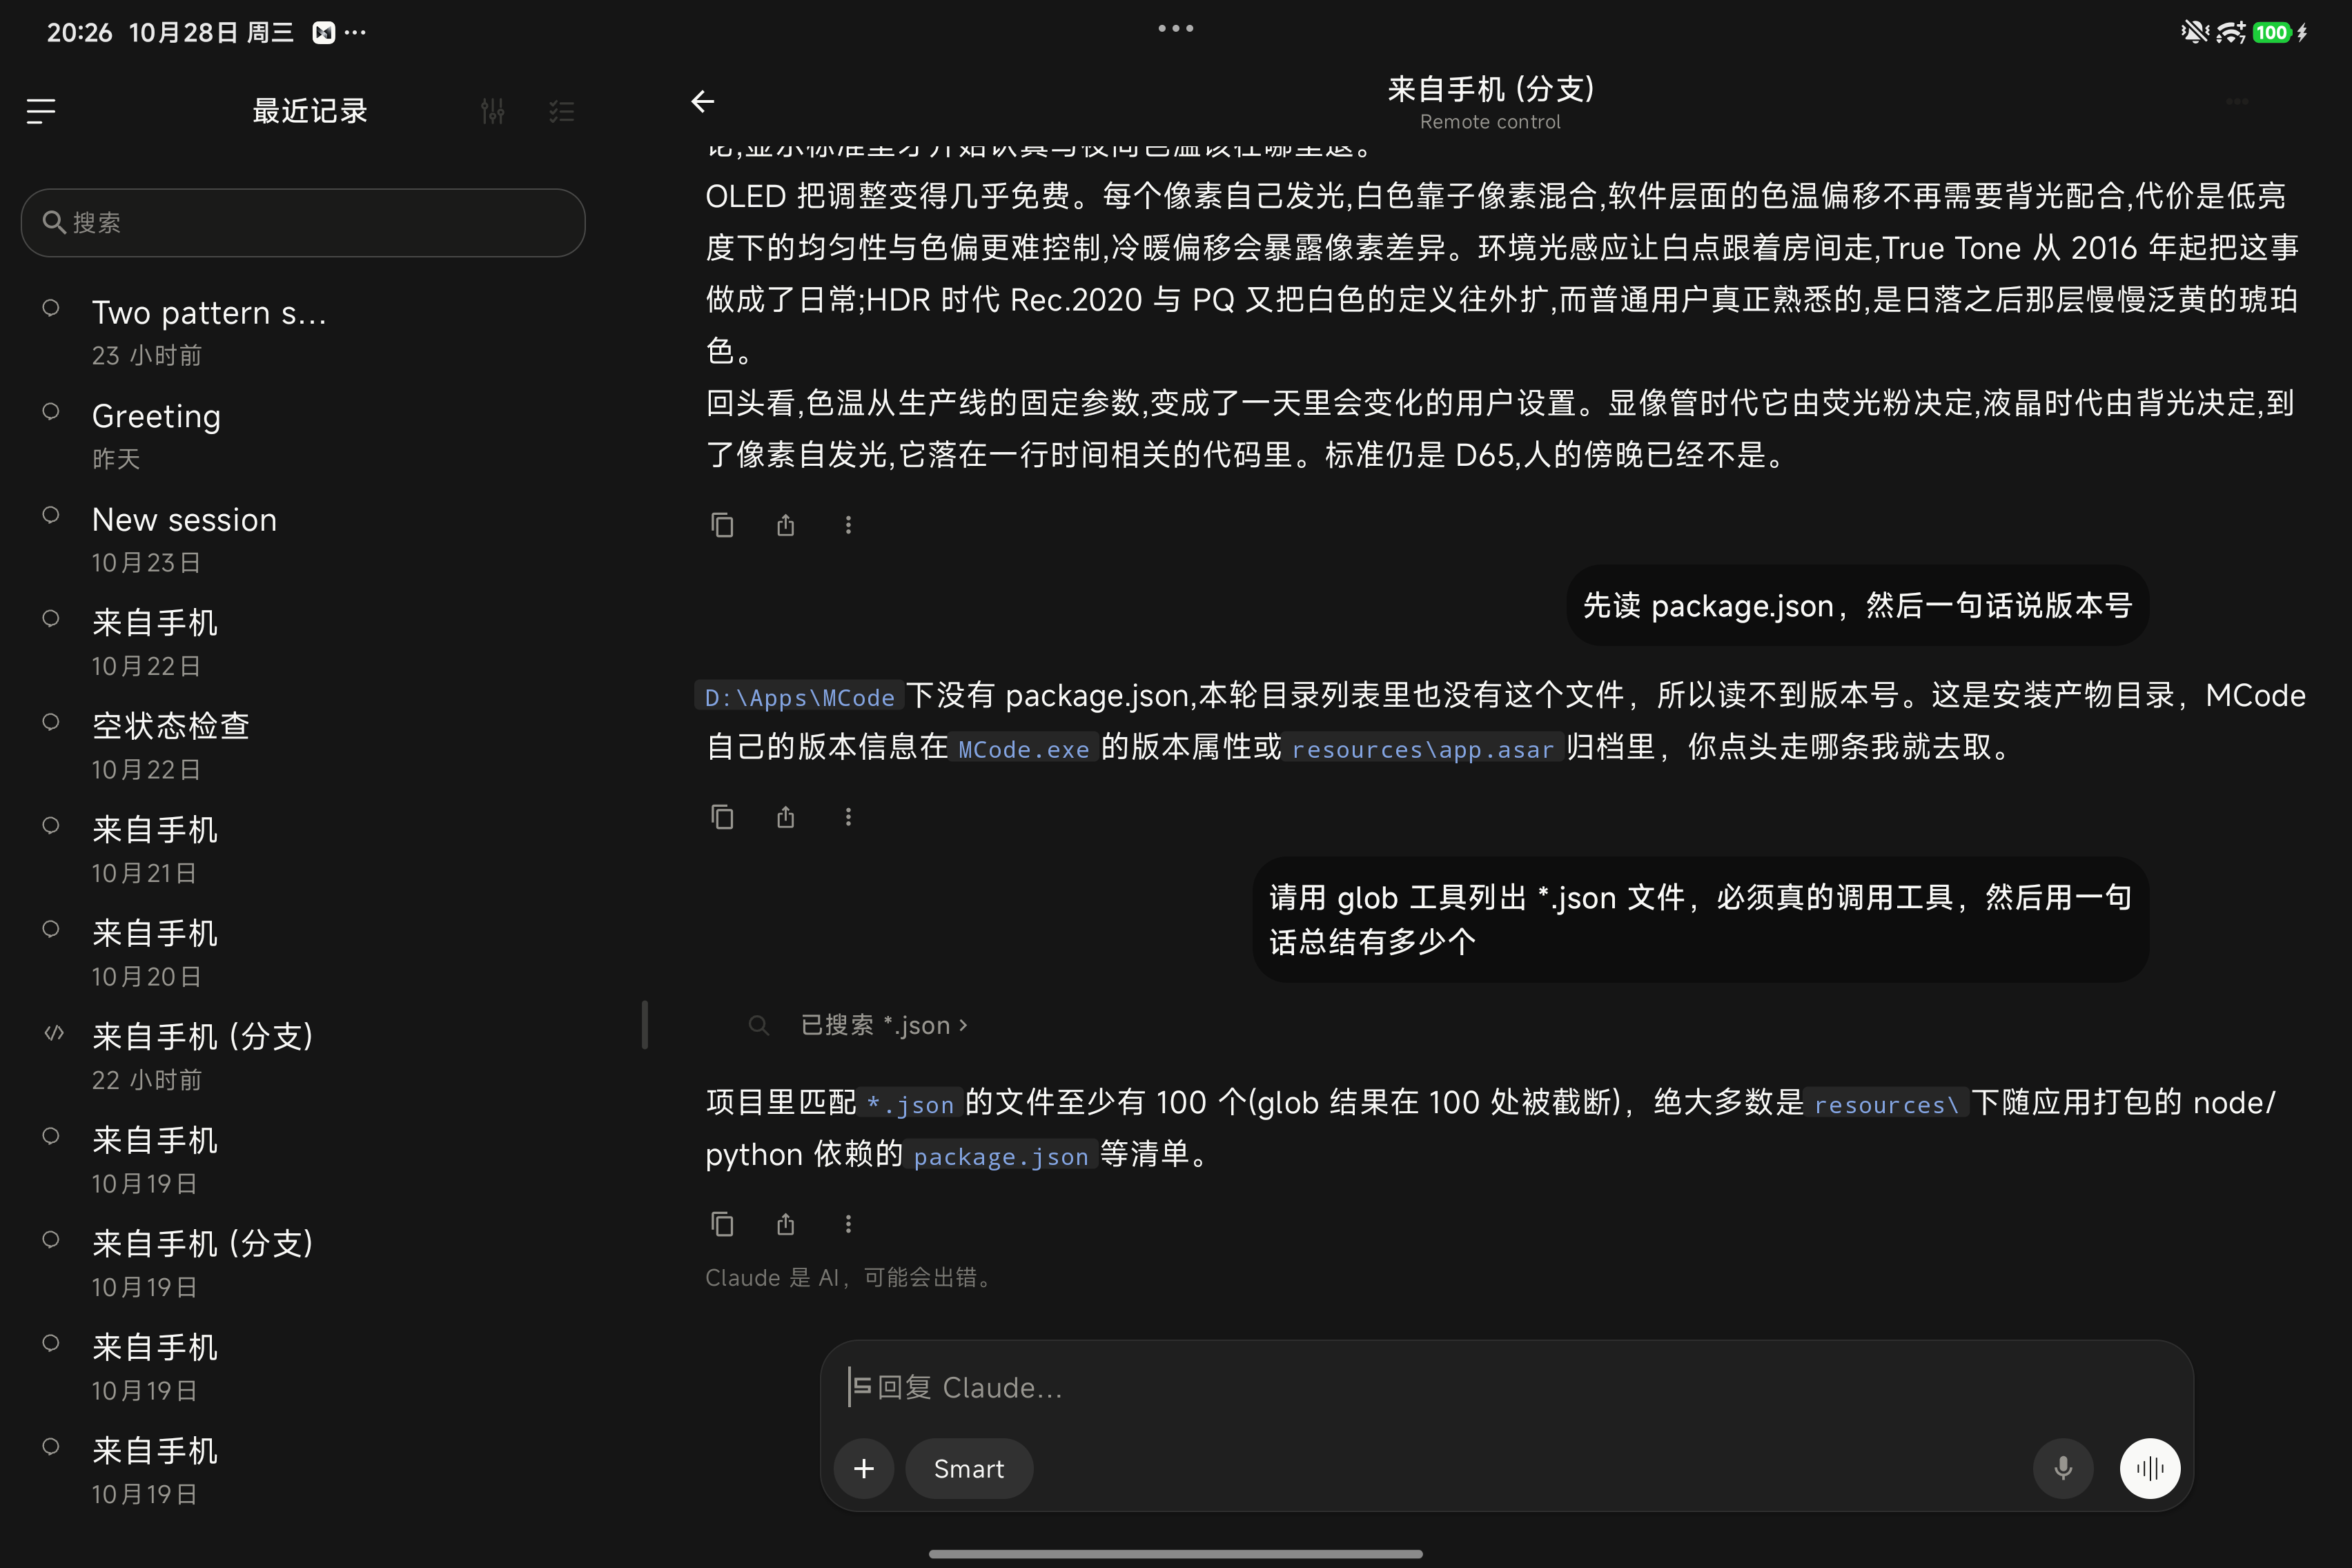 20:26 10月28日 周三
100
最近记录
搜索
Two pattern s...
23 小时前
Greeting
昨天
New session
10月23日
来自手机
10月22日
空状态检查
10月22日
来自手机
10月21日
来自手机
10月20日
来自手机 (分支)
22 小时前
来自手机
10月19日
来自手机 (分支)
10月19日
来自手机
10月19日
来自手机
10月19日
来自手机 (分支)
Remote control
OLED 把调整变得几乎免费。每个像素自己发光,白色靠子像素混合,软件层面的色温偏移不再需要背光配合,代价是低亮
度下的均匀性与色偏更难控制,冷暖偏移会暴露像素差异。环境光感应让白点跟着房间走,True Tone 从 2016 年起把这事
做成了日常;HDR 时代 Rec.2020 与 PQ 又把白色的定义往外扩,而普通用户真正熟悉的,是日落之后那层慢慢泛黄的琥珀
色。
回头看,色温从生产线的固定参数,变成了一天里会变化的用户设置。显像管时代它由荧光粉决定,液晶时代由背光决定,到
了像素自发光,它落在一行时间相关的代码里。标准仍是 D65,人的傍晚已经不是。
先读 package.json，然后一句话说版本号
D:\Apps\MCode 下没有 package.json,本轮目录列表里也没有这个文件，所以读不到版本号。这是安装产物目录，MCode
自己的版本信息在 MCode.exe 的版本属性或 resources\app.asar 归档里，你点头走哪条我就去取。
请用 glob 工具列出 *.json 文件，必须真的调用工具，然后用一句
话总结有多少个
已搜索 *.json
项目里匹配 *.json 的文件至少有 100 个(glob 结果在 100 处被截断)，绝大多数是 resources\ 下随应用打包的 node/
python 依赖的 package.json 等清单。
Claude 是 AI，可能会出错。
回复 Claude...
Smart